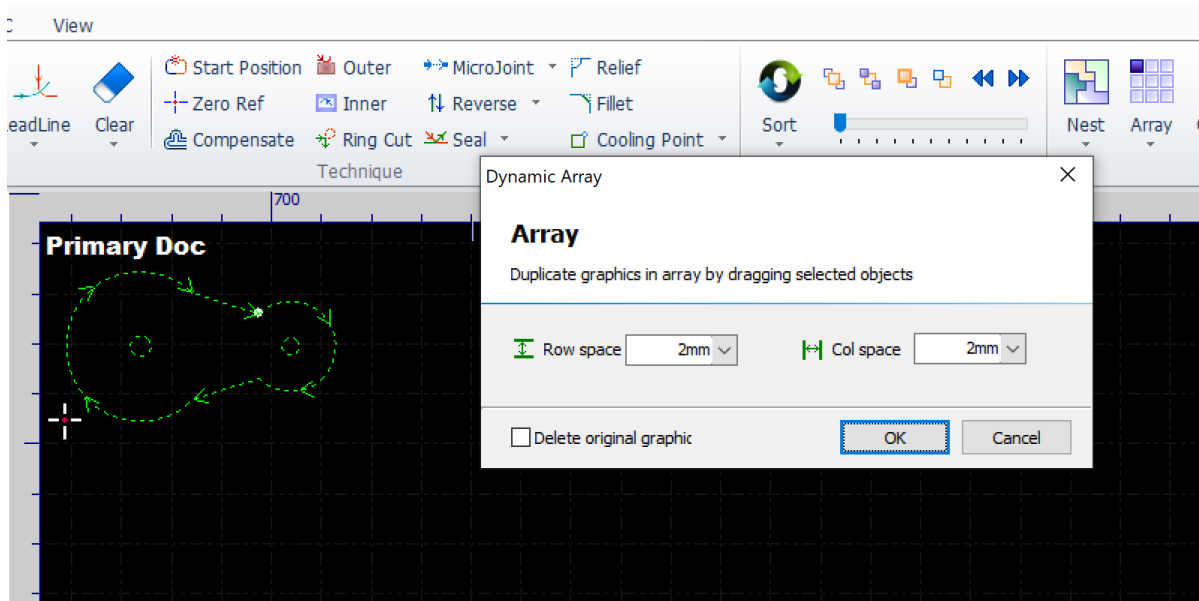 View
Start Position
Outer
MicroJoint
Relief
Zero Ref
Inner
Reverse
Fillet
Clear
Sort
Nest
Array
Compensate
Ring Cut
Seal
Cooling Point
Technique
700
Primary Doc
Dynamic Array
Array
Duplicate graphics in array by dragging selected objects
Row space 2mm
Col space 2mm
Delete original graphic
OK
Cancel